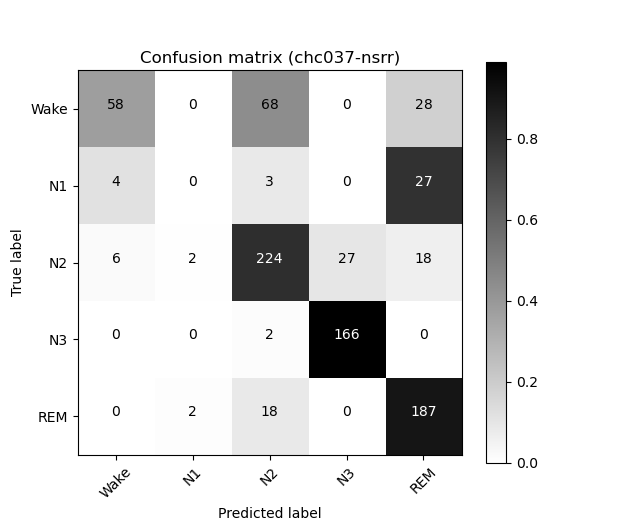 Confusion matrix (chc037-nsrr)
Wake 58 0 68 0 28
N1 4 0 3 0 27
N2 6 2 224 27 18
N3 0 0 2 166 0
REM 0 2 18 0 187
Wake N1 N2 N3 REM
Predicted label
True label
0.8
0.6
0.4
0.2
0.0